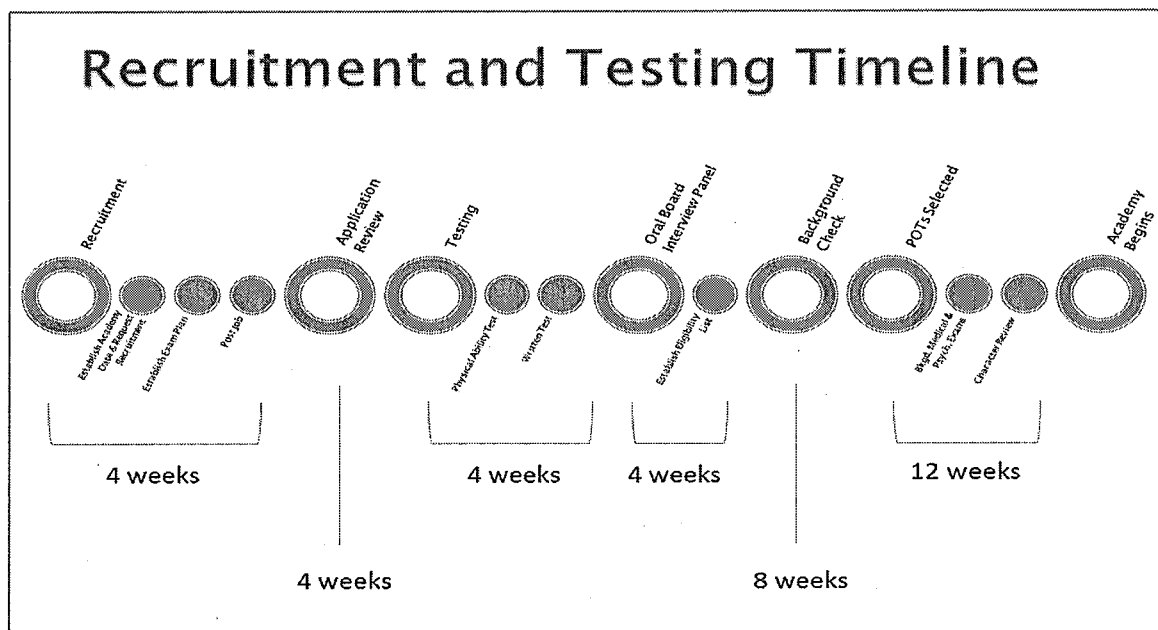 Recruitment and Testing Timeline
Recruitment
Establish Academy
Date & Request
Recruitment
Establish Exam Plan
Post Job
Application
Review
Testing
Physical Ability Test
Written Test
Oral Board
Interview Panel
Establish Eligibility
List
Background
Check
POTs Selected
Bkgd, Medical &
Psych. Exams
Character Review
Academy
Begins
4 weeks
4 weeks
4 weeks
12 weeks
4 weeks
8 weeks